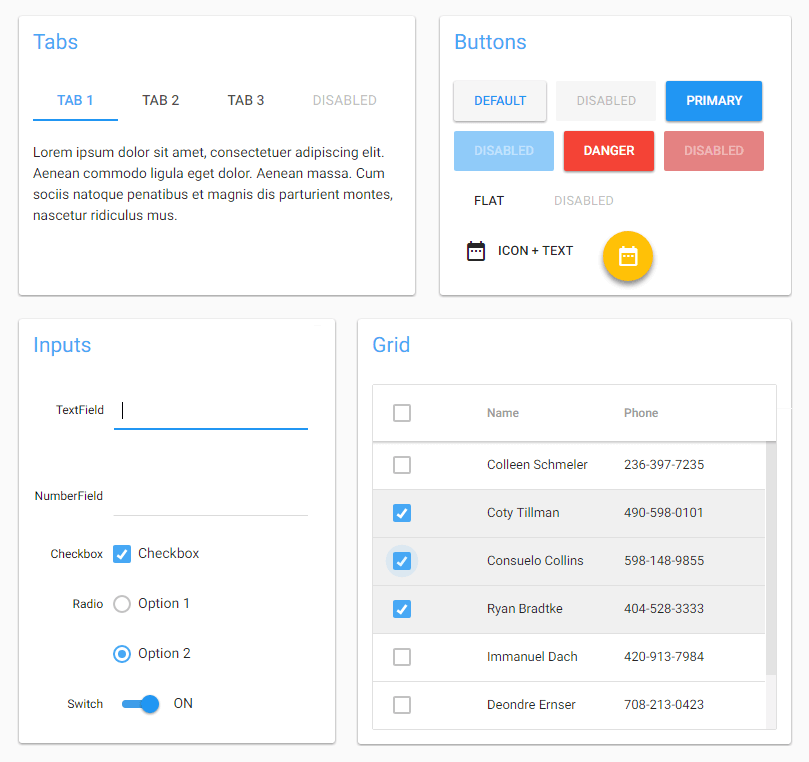 Tabs
TAB 1 TAB 2 TAB 3 DISABLED
Lorem ipsum dolor sit amet, consectetuer adipiscing elit.
Aenean commodo ligula eget dolor. Aenean massa. Cum
sociis natoque penatibus et magnis dis parturient montes,
nascetur ridiculus mus.
Buttons
DEFAULT DISABLED PRIMARY
DISABLED DANGER DISABLED
FLAT DISABLED
ICON + TEXT
Inputs
TextField
NumberField
Checkbox Checkbox
Radio Option 1
Option 2
Switch ON
Grid
Name Phone
Colleen Schmeler 236-397-7235
Coty Tillman 490-598-0101
Consuelo Collins 598-148-9855
Ryan Bradtke 404-528-3333
Immanuel Dach 420-913-7984
Deondre Ernser 708-213-0423